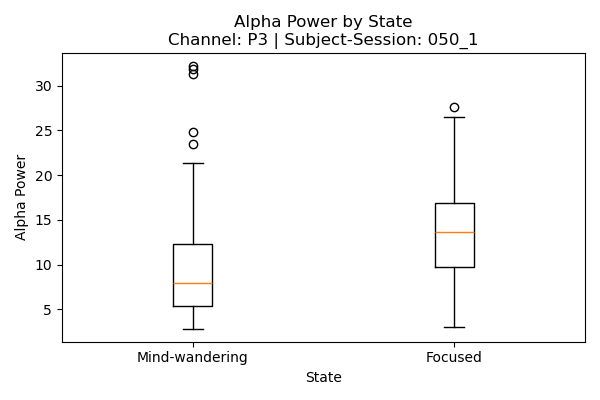 Alpha Power by State
Channel: P3 | Subject-Session: 050_1
Alpha Power
30
25
20
15
10
5
Mind-wandering
Focused
State